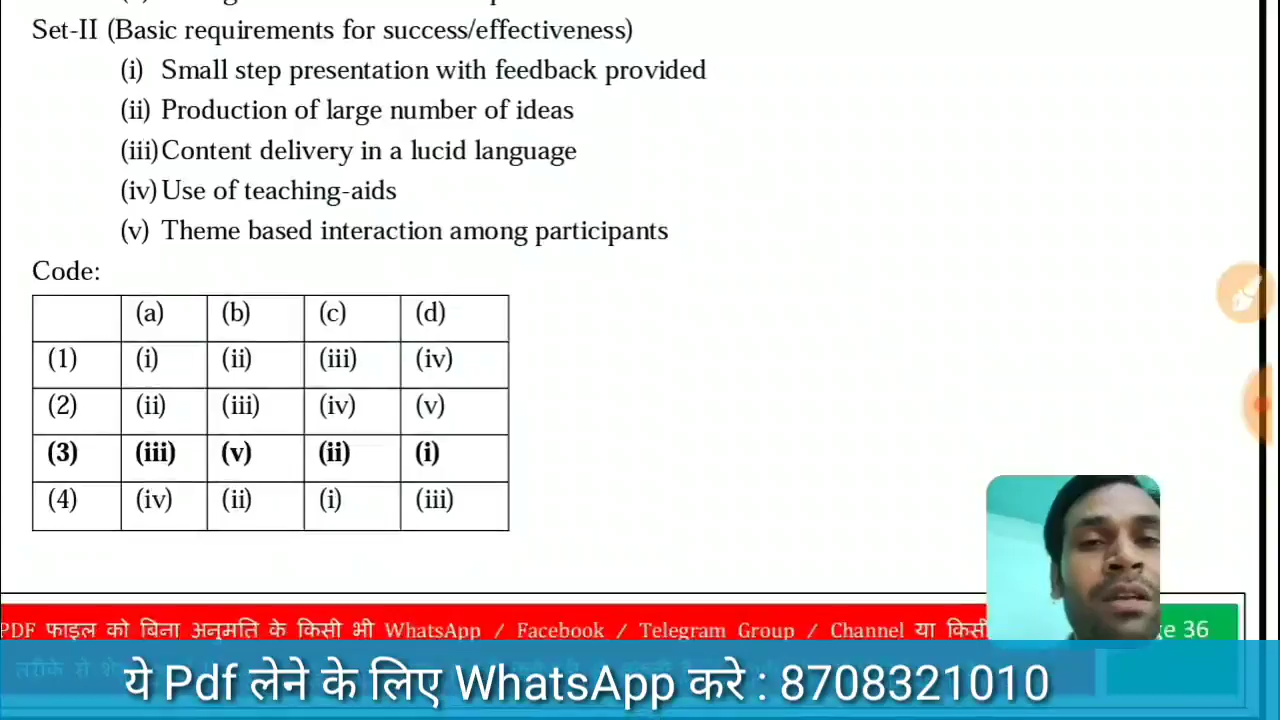 Set-II (Basic requirements for success/effectiveness)
(i) Small step presentation with feedback provided
(ii) Production of large number of ideas
(iii) Content delivery in a lucid language
(iv) Use of teaching-aids
(v) Theme based interaction among participants
Code:
(a) (b) (c) (d)
(1) (i) (ii) (iii) (iv)
(2) (ii) (iii) (iv) (v)
(3) (iii) (v) (ii) (i)
(4) (iv) (ii) (i) (iii)
PDF फाइल को बिना अनुमति के किसी भी WhatsApp / Facebook / Telegram Group / Channel या किसी
36
ये Pdf लेने के लिए WhatsApp करे : 8708321010